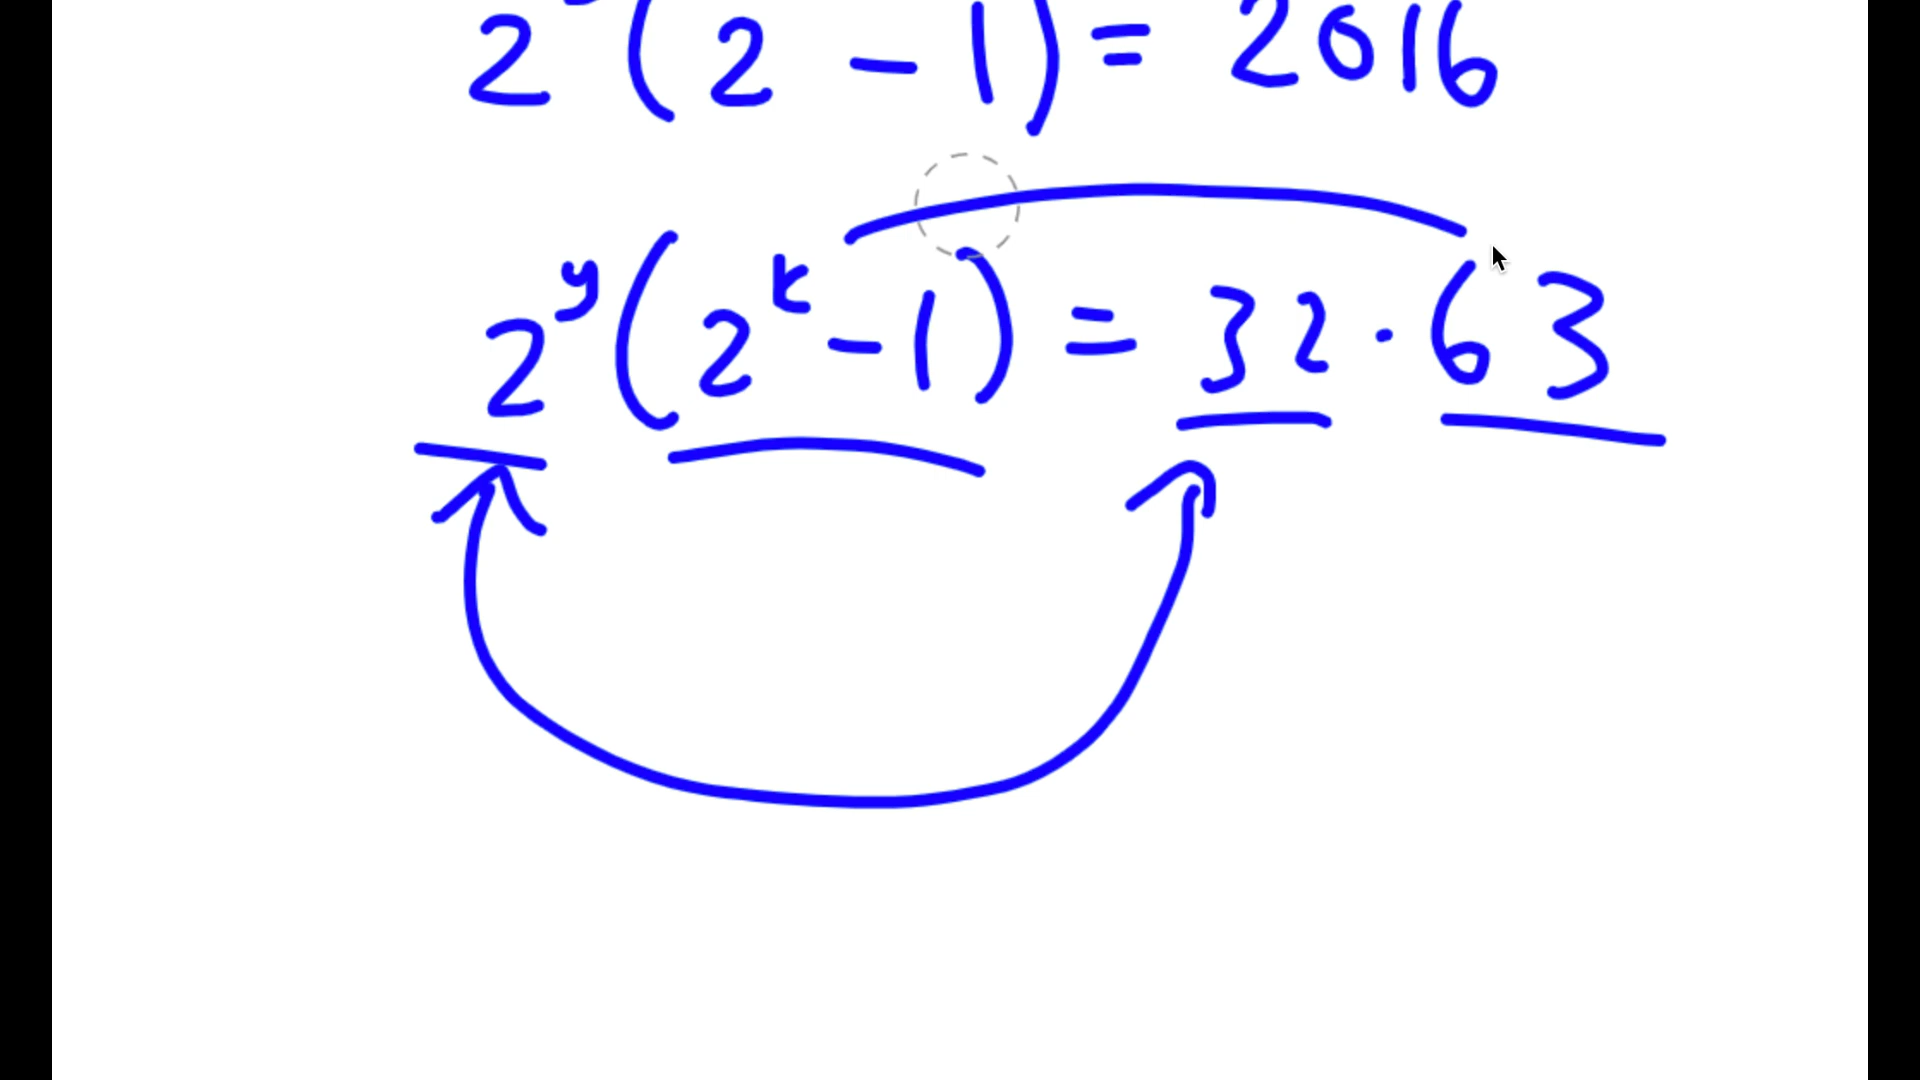 2 (2 - 1) = 2016
2^y (2^k - 1) = 32 · 63